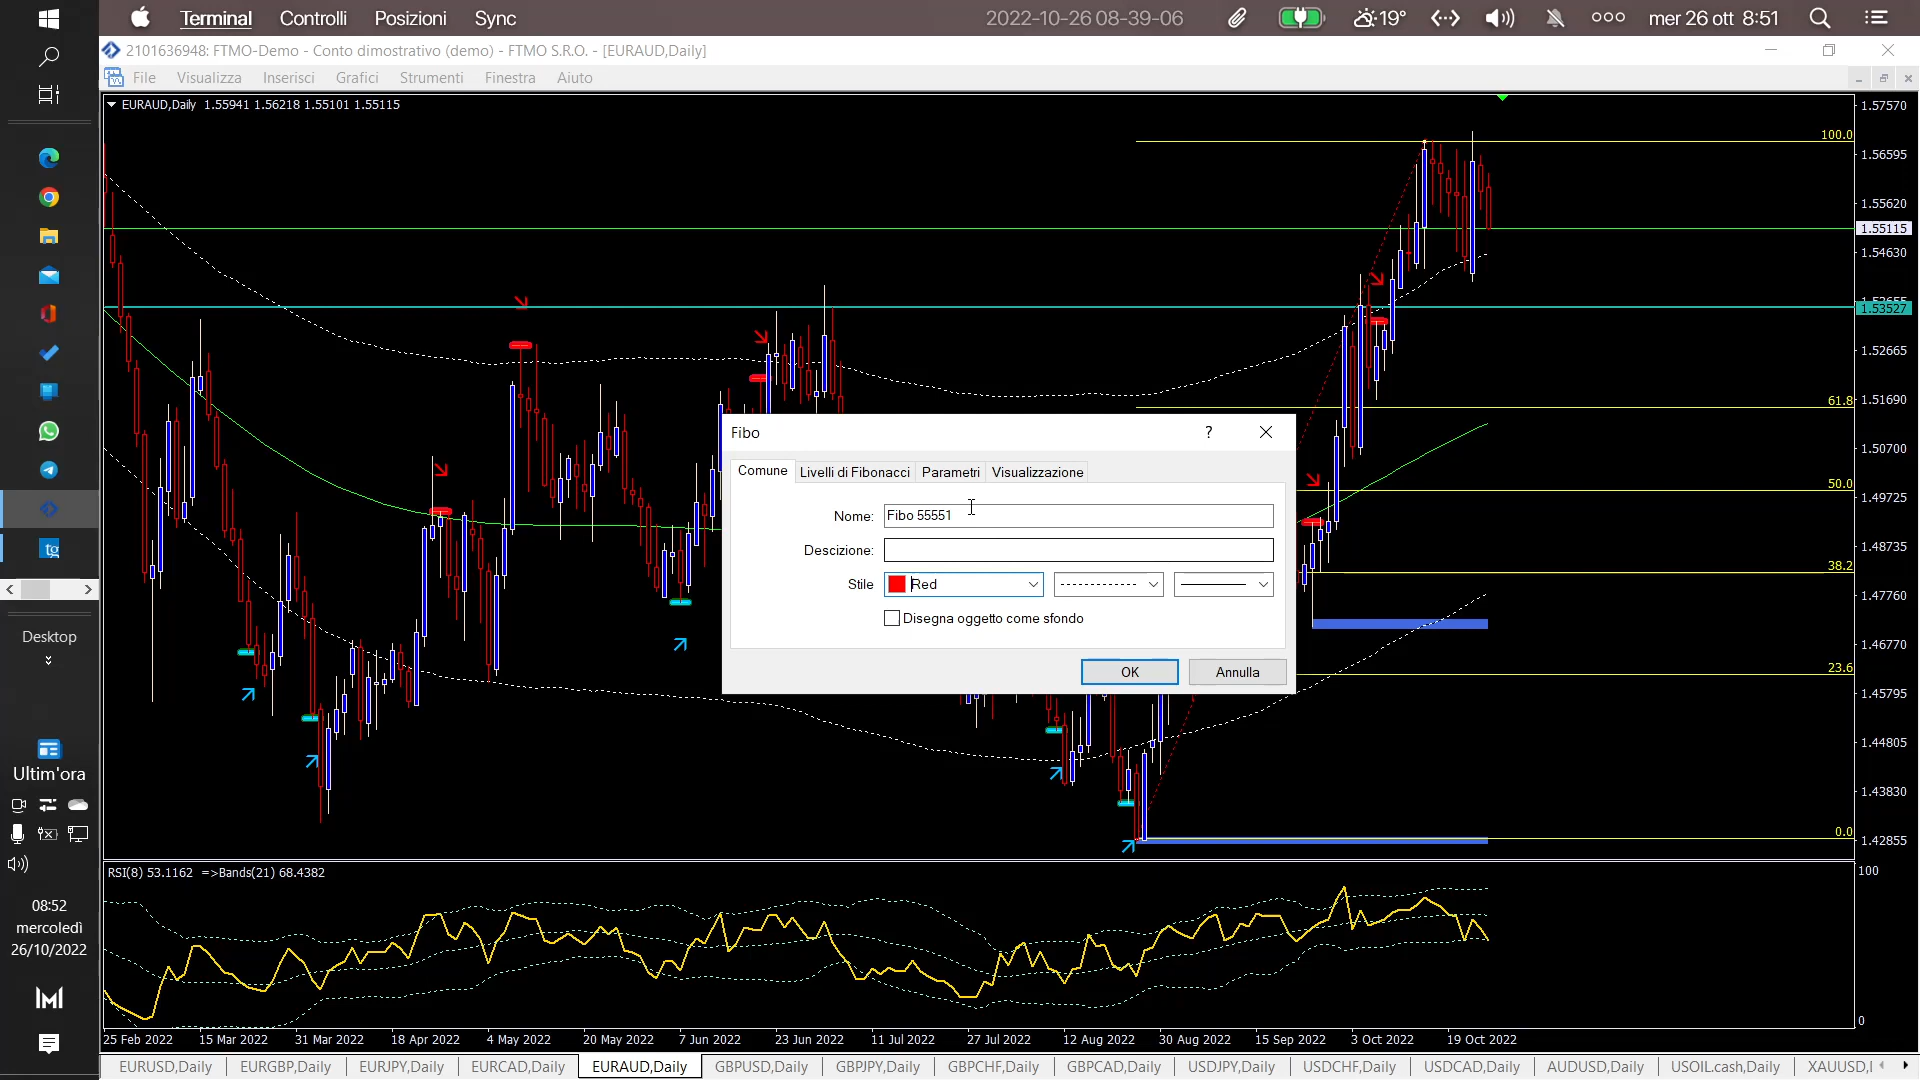 Terminal Controlli Posizioni Sync 2022-10-26 08-39-06 19° mer 26 ott 8:51
2101636948: FTMO-Demo - Conto dimostrativo (demo) - FTMO S.R.O. - [EURAUD,Daily]
File Visualizza Inserisci Grafici Strumenti Finestra Aiuto
EURAUD,Daily 1.55941 1.56218 1.55101 1.55115
1.57570
100.0
1.56595
1.55620
1.55115
1.54630
1.53527
1.52665
1.51690
61.8
1.50700
50.0
1.49725
1.48735
38.2
1.47760
1.46770
23.6
1.45795
1.44805
1.43830
0.0
1.42855
Fibo ?
Comune Livelli di Fibonacci Parametri Visualizzazione
Nome: Fibo 55551
Descizione:
Stile Red
Disegna oggetto come sfondo
OK Annulla
RSI(8) 53.1162 =>Bands(21) 68.4382
100
0
25 Feb 2022 15 Mar 2022 31 Mar 2022 18 Apr 2022 4 May 2022 20 May 2022 7 Jun 2022 23 Jun 2022 11 Jul 2022 27 Jul 2022 12 Aug 2022 30 Aug 2022 15 Sep 2022 3 Oct 2022 19 Oct 2022
EURUSD,Daily EURGBP,Daily EURJPY,Daily EURCAD,Daily EURAUD,Daily GBPUSD,Daily GBPJPY,Daily GBPCHF,Daily GBPCAD,Daily USDJPY,Daily USDCHF,Daily USDCAD,Daily AUDUSD,Daily USOIL.cash,Daily XAUUSD,
tg
Desktop
Ultim'ora
08:52
mercoledì
26/10/2022